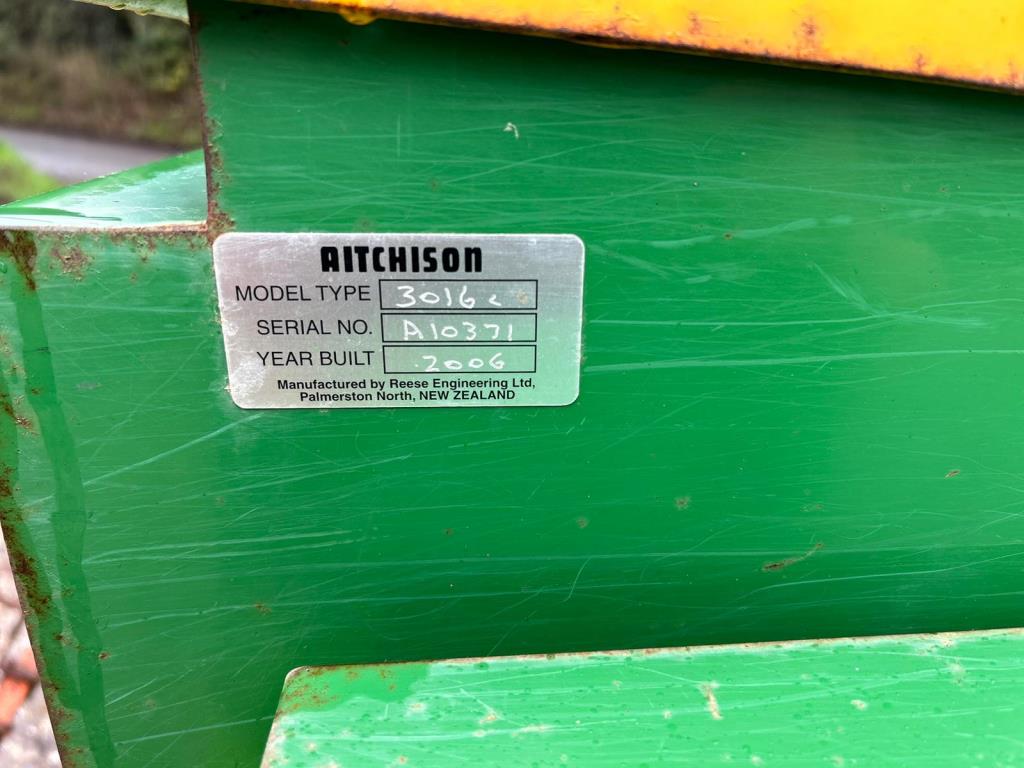 AITCHISON
MODEL TYPE 3016c
SERIAL NO. A10371
YEAR BUILT 2006
Manufactured by Reese Engineering Ltd,
Palmerston North, NEW ZEALAND